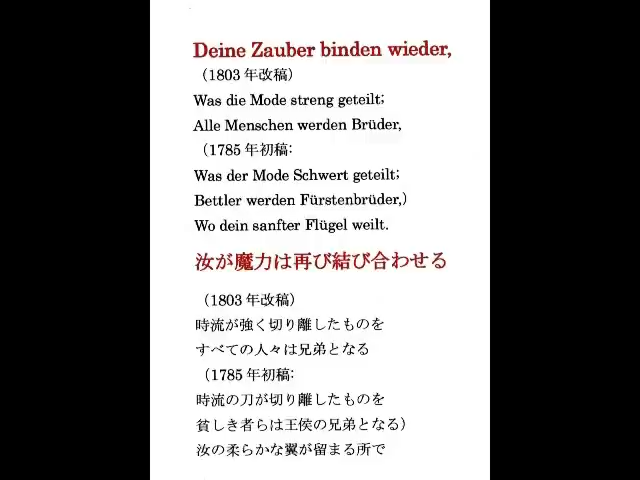 Deine Zauber binden wieder,
（1803 年改稿）
Was die Mode streng geteilt;
Alle Menschen werden Brüder,
（1785 年初稿:
Was der Mode Schwert geteilt;
Bettler werden Fürstenbrüder,)
Wo dein sanfter Flügel weilt.
汝が魔力は再び結び合わせる
（1803 年改稿）
時流が強く切り離したものを
すべての人々は兄弟となる
（1785 年初稿:
時流の刀が切り離したものを
貧しき者らは王侯の兄弟となる）
汝の柔らかな翼が留まる所で